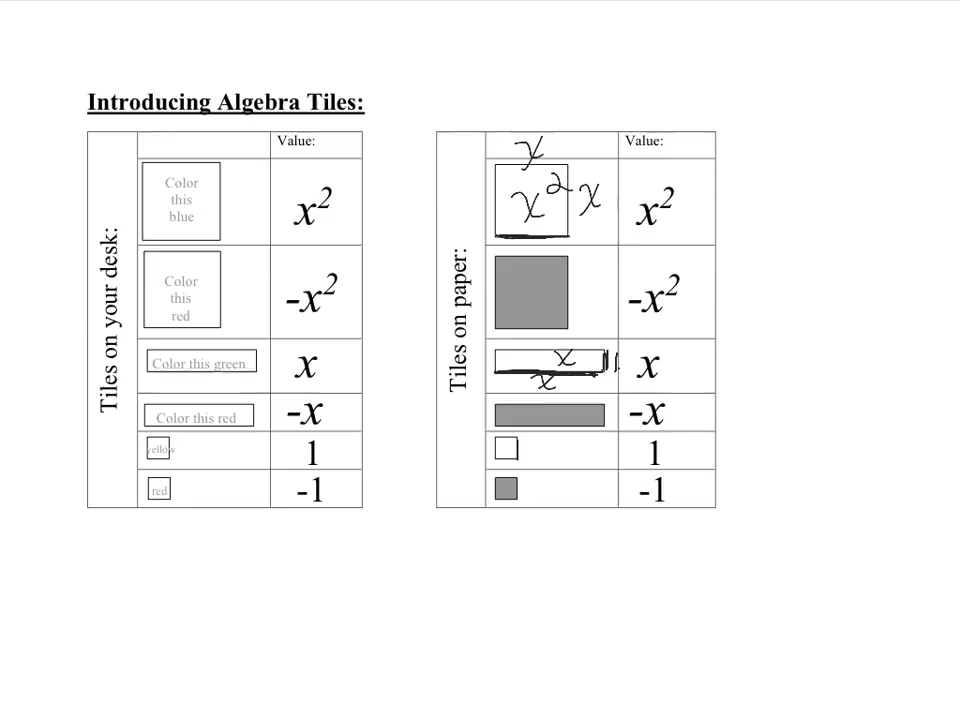 Introducing Algebra Tiles:
Tiles on your desk:
Value:
Color
this
blue
x²
Color
this
red
-x²
Color this green
x
Color this red
-x
yellow
1
red
-1
Tiles on paper:
Value:
x
x² x
x²
-x²
x 1
x
x
-x
1
-1